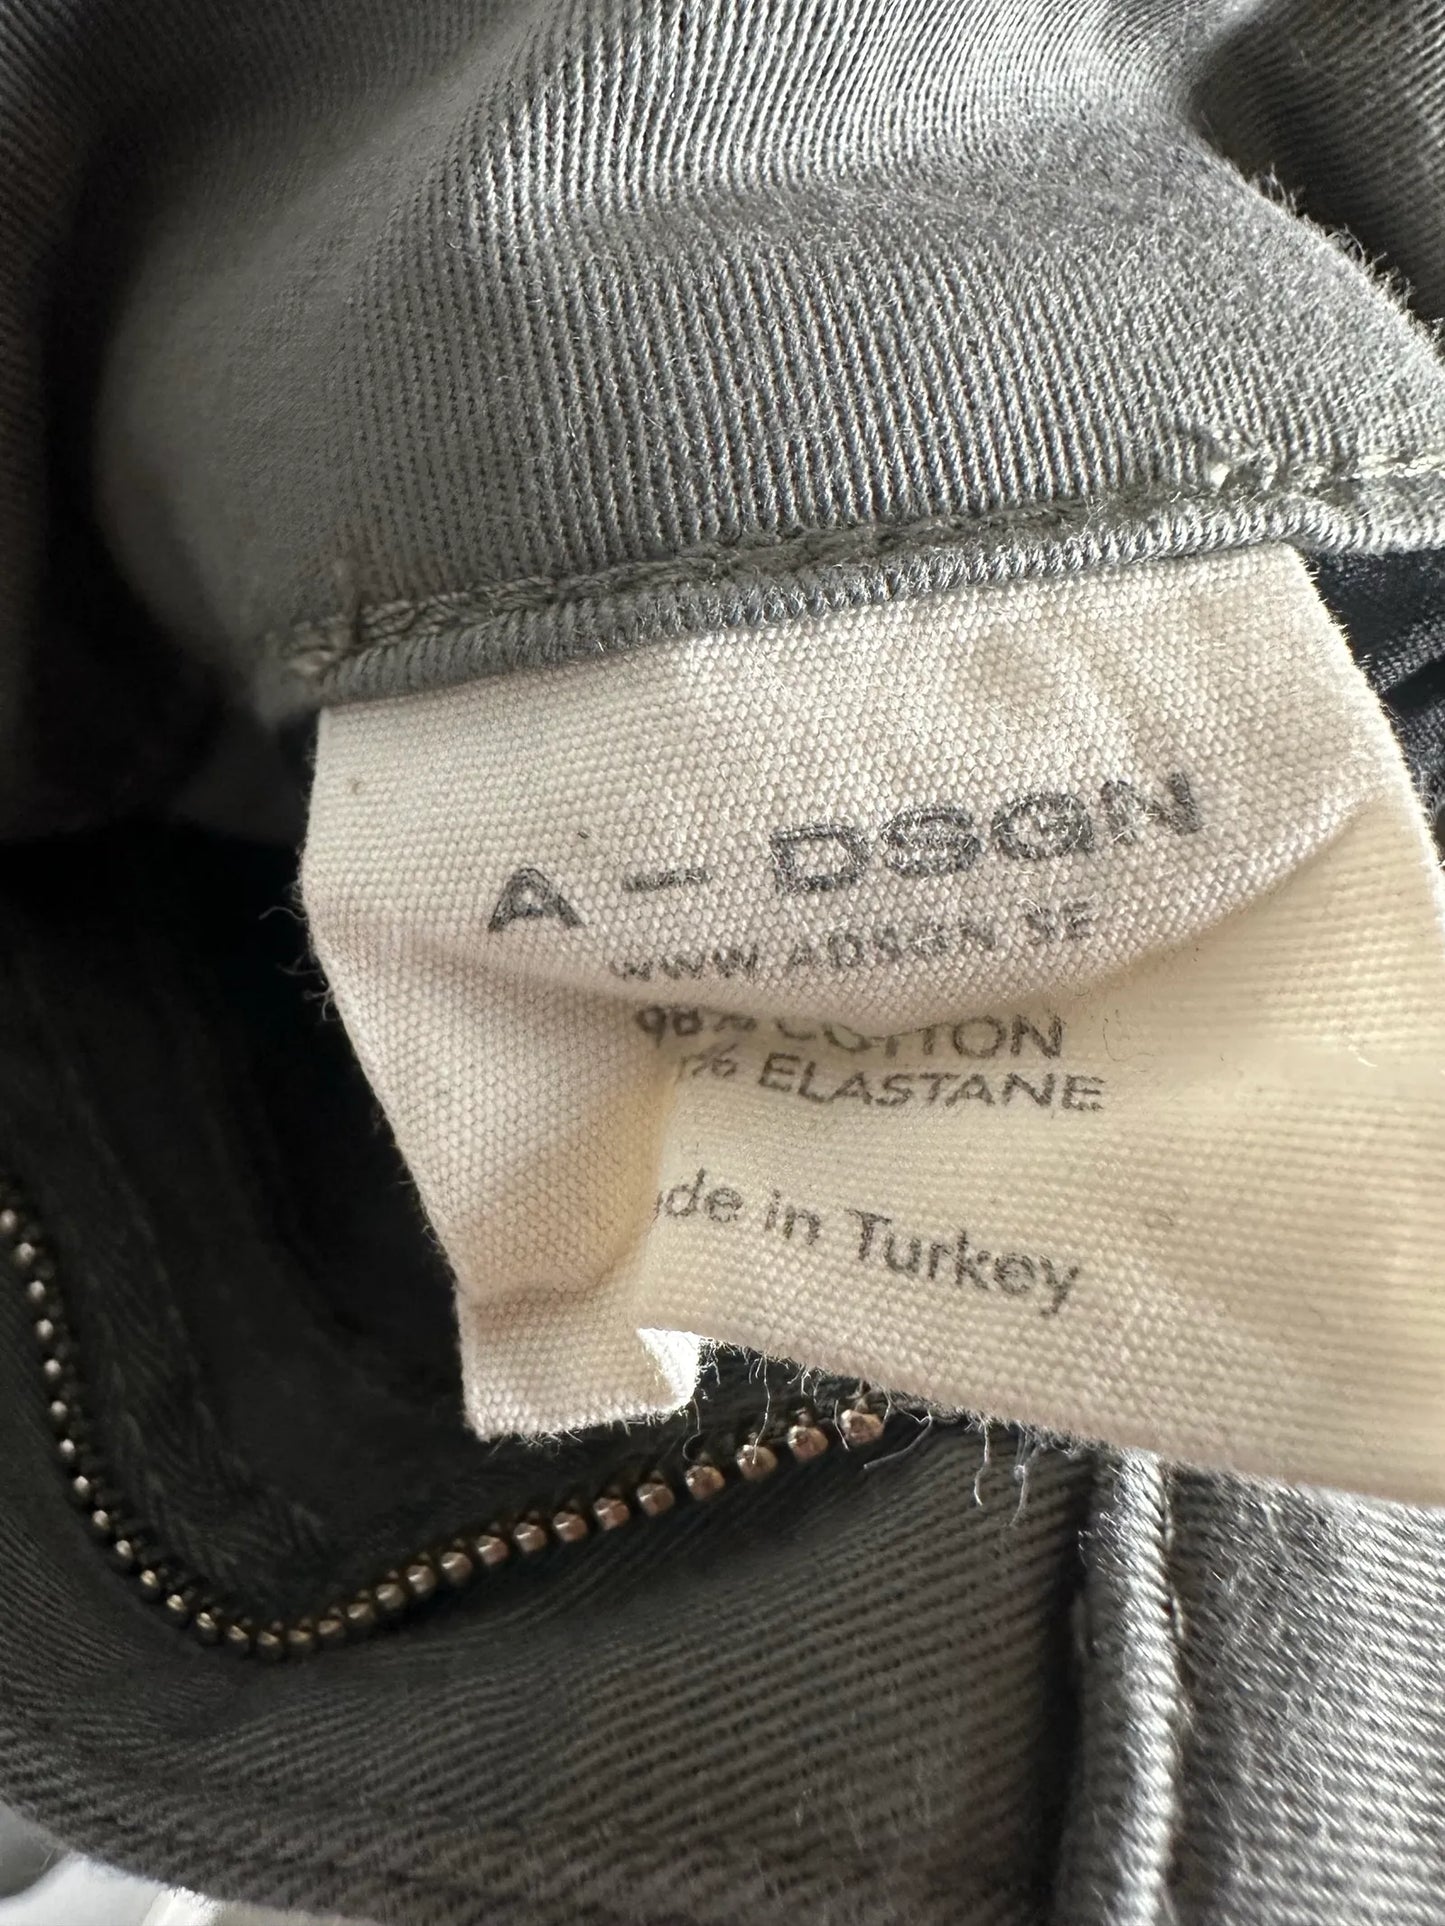 A — DSGN
WWW.ADSGN.SE
98% COTTON
% ELASTANE
de in Turkey